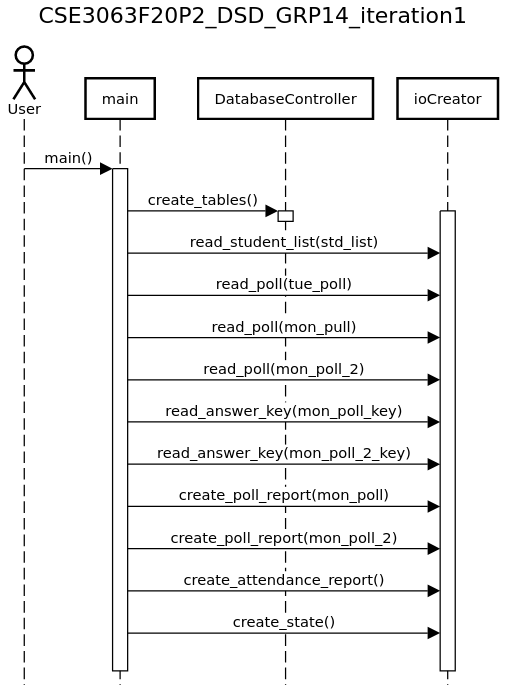 CSE3063F20P2_DSD_GRP14_iteration1
User
main
DatabaseController
ioCreator
main()
create_tables()
read_student_list(std_list)
read_poll(tue_poll)
read_poll(mon_pull)
read_poll(mon_poll_2)
read_answer_key(mon_poll_key)
read_answer_key(mon_poll_2_key)
create_poll_report(mon_poll)
create_poll_report(mon_poll_2)
create_attendance_report()
create_state()